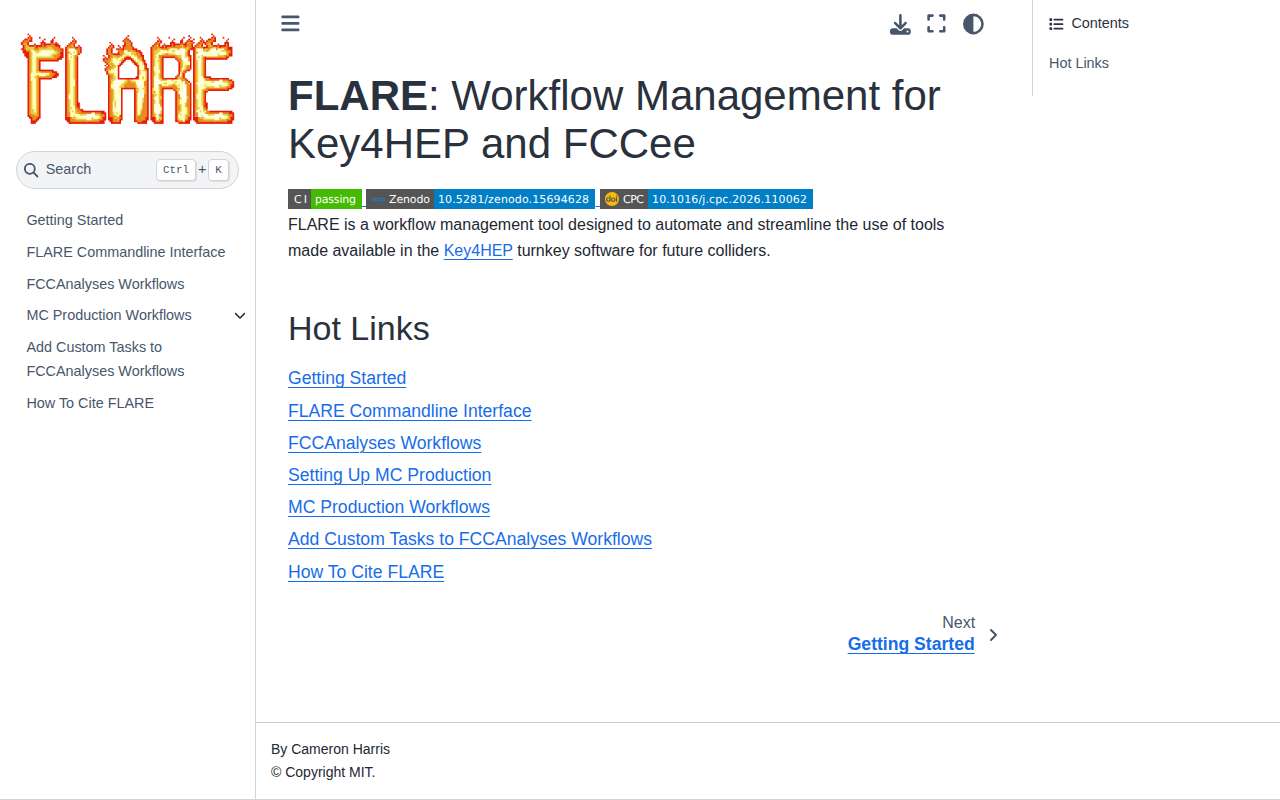 FLARE
Search Ctrl + K
Getting Started
FLARE Commandline Interface
FCCAnalyses Workflows
MC Production Workflows
Add Custom Tasks to
FCCAnalyses Workflows
How To Cite FLARE
FLARE: Workflow Management for
Key4HEP and FCCee
CI passing DOI Zenodo 10.5281/zenodo.15694628 doi CPC 10.1016/j.cpc.2026.110062
FLARE is a workflow management tool designed to automate and streamline the use of tools
made available in the Key4HEP turnkey software for future colliders.
Hot Links
Getting Started
FLARE Commandline Interface
FCCAnalyses Workflows
Setting Up MC Production
MC Production Workflows
Add Custom Tasks to FCCAnalyses Workflows
How To Cite FLARE
Next
Getting Started
By Cameron Harris
© Copyright MIT.
Contents
Hot Links